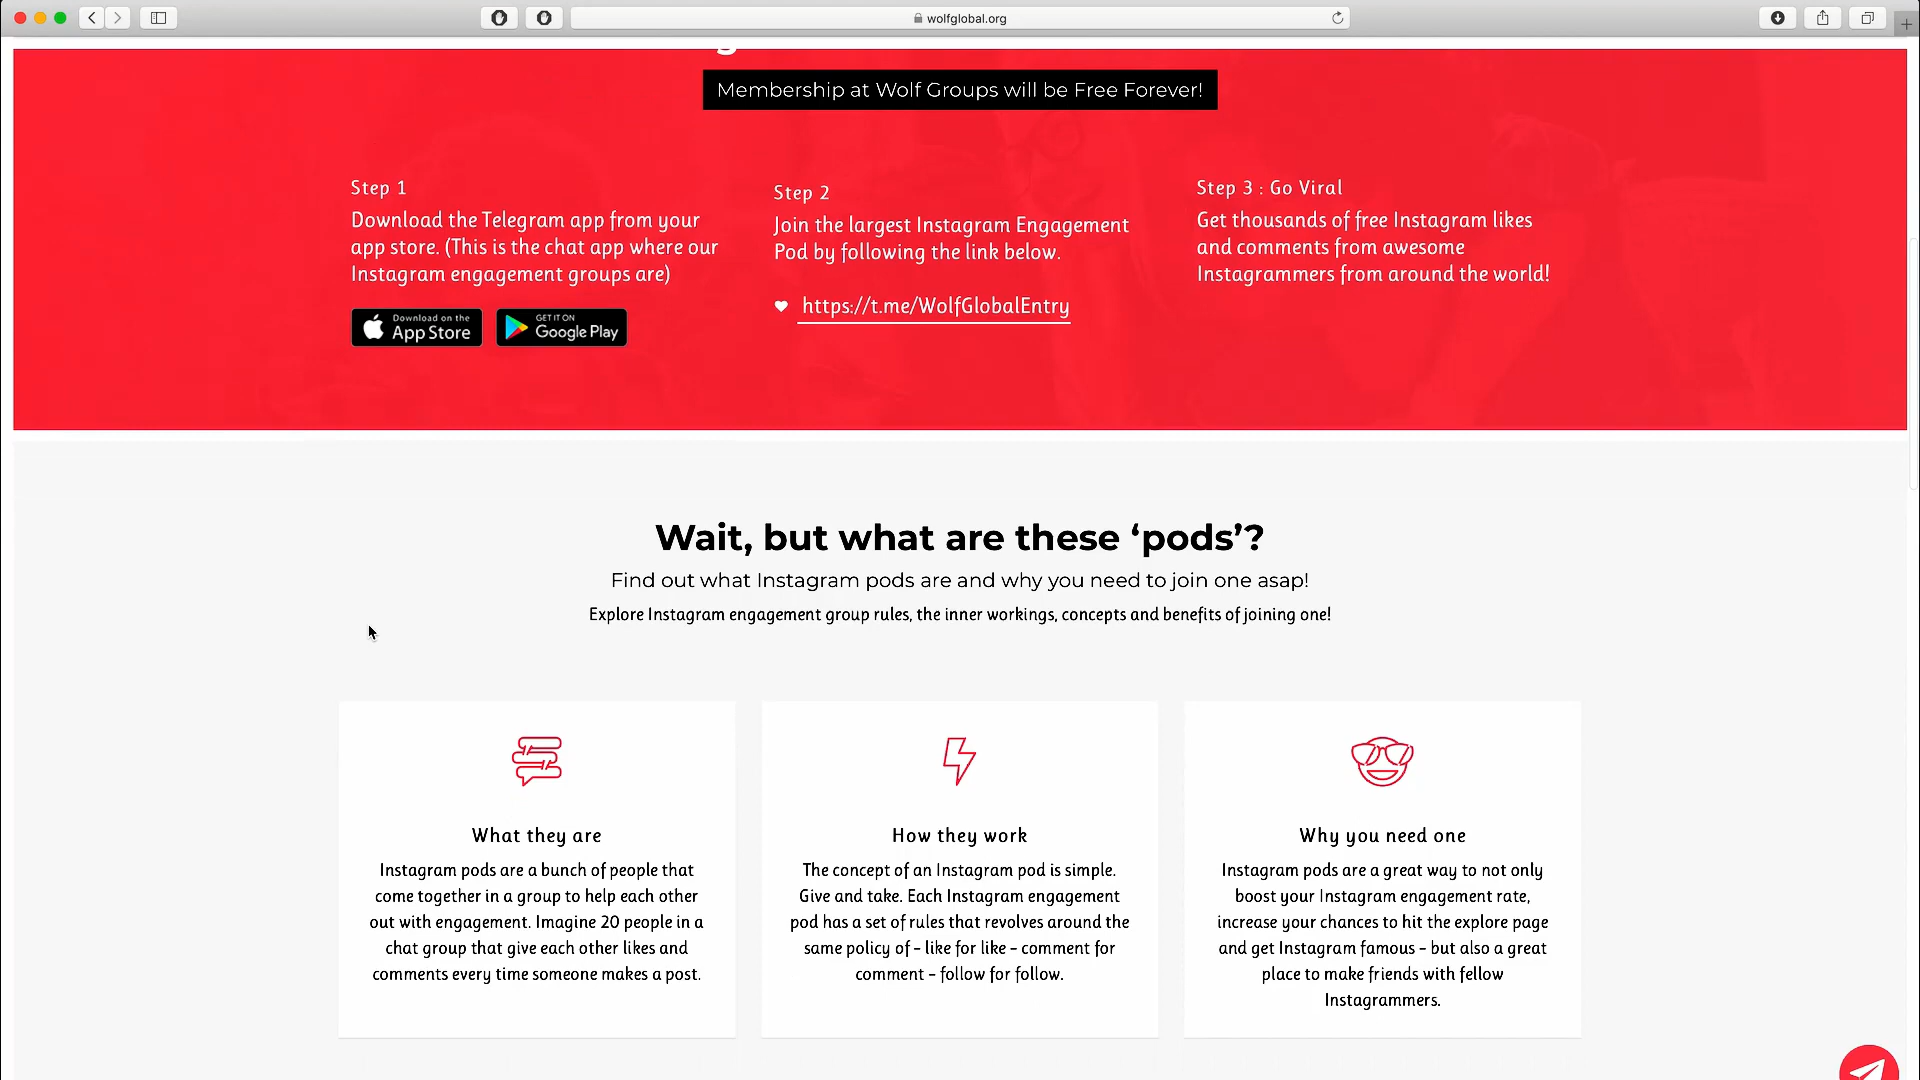 wolfglobal.org
Membership at Wolf Groups will be Free Forever!
Step 1
Download the Telegram app from your
app store. (This is the chat app where our
Instagram engagement groups are)
Download on the
App Store
GET IT ON
Google Play
Step 2
Join the largest Instagram Engagement
Pod by following the link below.
https://t.me/WolfGlobalEntry
Step 3 : Go Viral
Get thousands of free Instagram likes
and comments from awesome
Instagrammers from around the world!
Wait, but what are these ‘pods’?
Find out what Instagram pods are and why you need to join one asap!
Explore Instagram engagement group rules, the inner workings, concepts and benefits of joining one!
What they are
Instagram pods are a bunch of people that
come together in a group to help each other
out with engagement. Imagine 20 people in a
chat group that give each other likes and
comments every time someone makes a post.
How they work
The concept of an Instagram pod is simple.
Give and take. Each Instagram engagement
pod has a set of rules that revolves around the
same policy of – like for like – comment for
comment – follow for follow.
Why you need one
Instagram pods are a great way to not only
boost your Instagram engagement rate,
increase your chances to hit the explore page
and get Instagram famous – but also a great
place to make friends with fellow
Instagrammers.